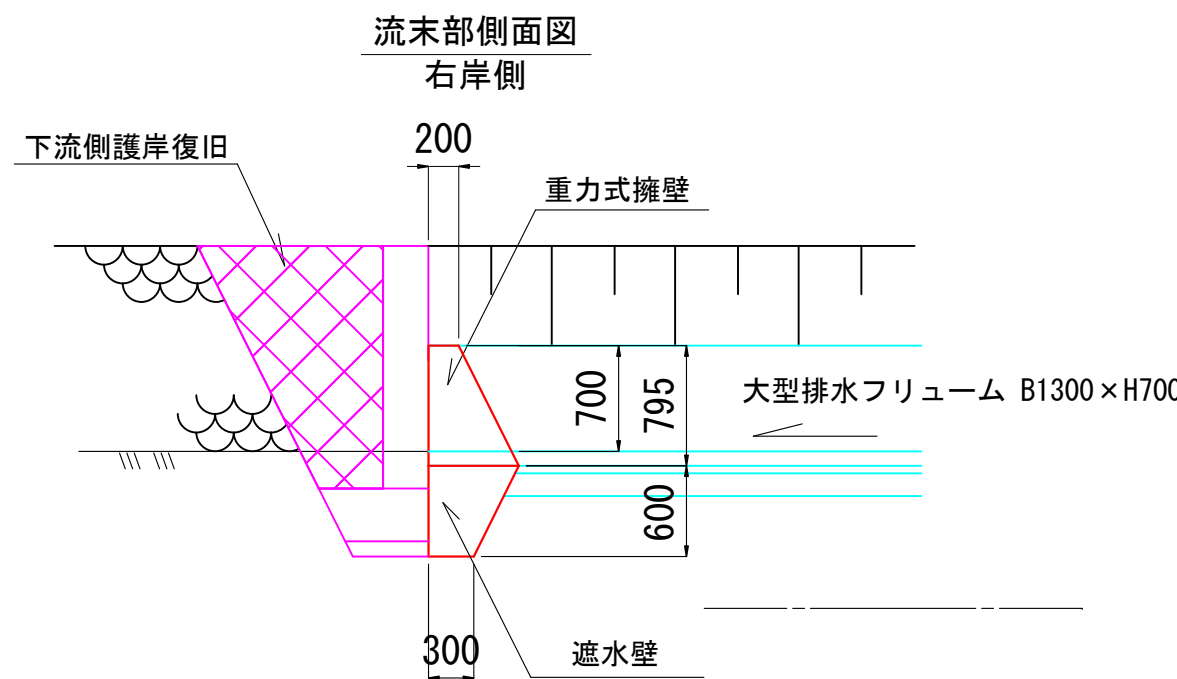 流末部側面図
右岸側
下流側護岸復旧
200
重力式擁壁
700
795
大型排水フリューム B1300×H700
600
300
遮水壁